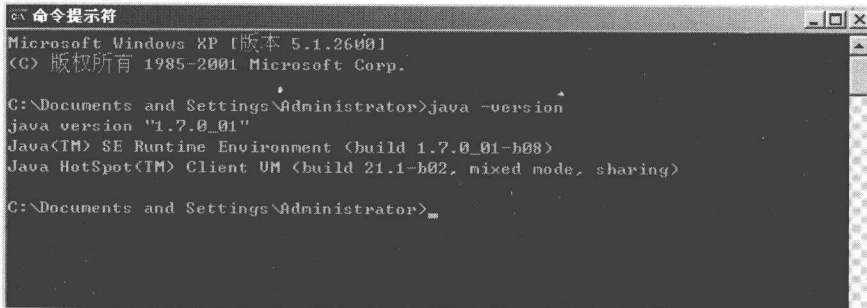 命令提示符
Microsoft Windows XP [版本 5.1.2600]
(C) 版权所有 1985-2001 Microsoft Corp.
C:\Documents and Settings\Administrator>java -version
java version "1.7.0_01"
Java(TM) SE Runtime Environment (build 1.7.0_01-b08)
Java HotSpot(TM) Client VM (build 21.1-b02, mixed mode, sharing)
C:\Documents and Settings\Administrator>